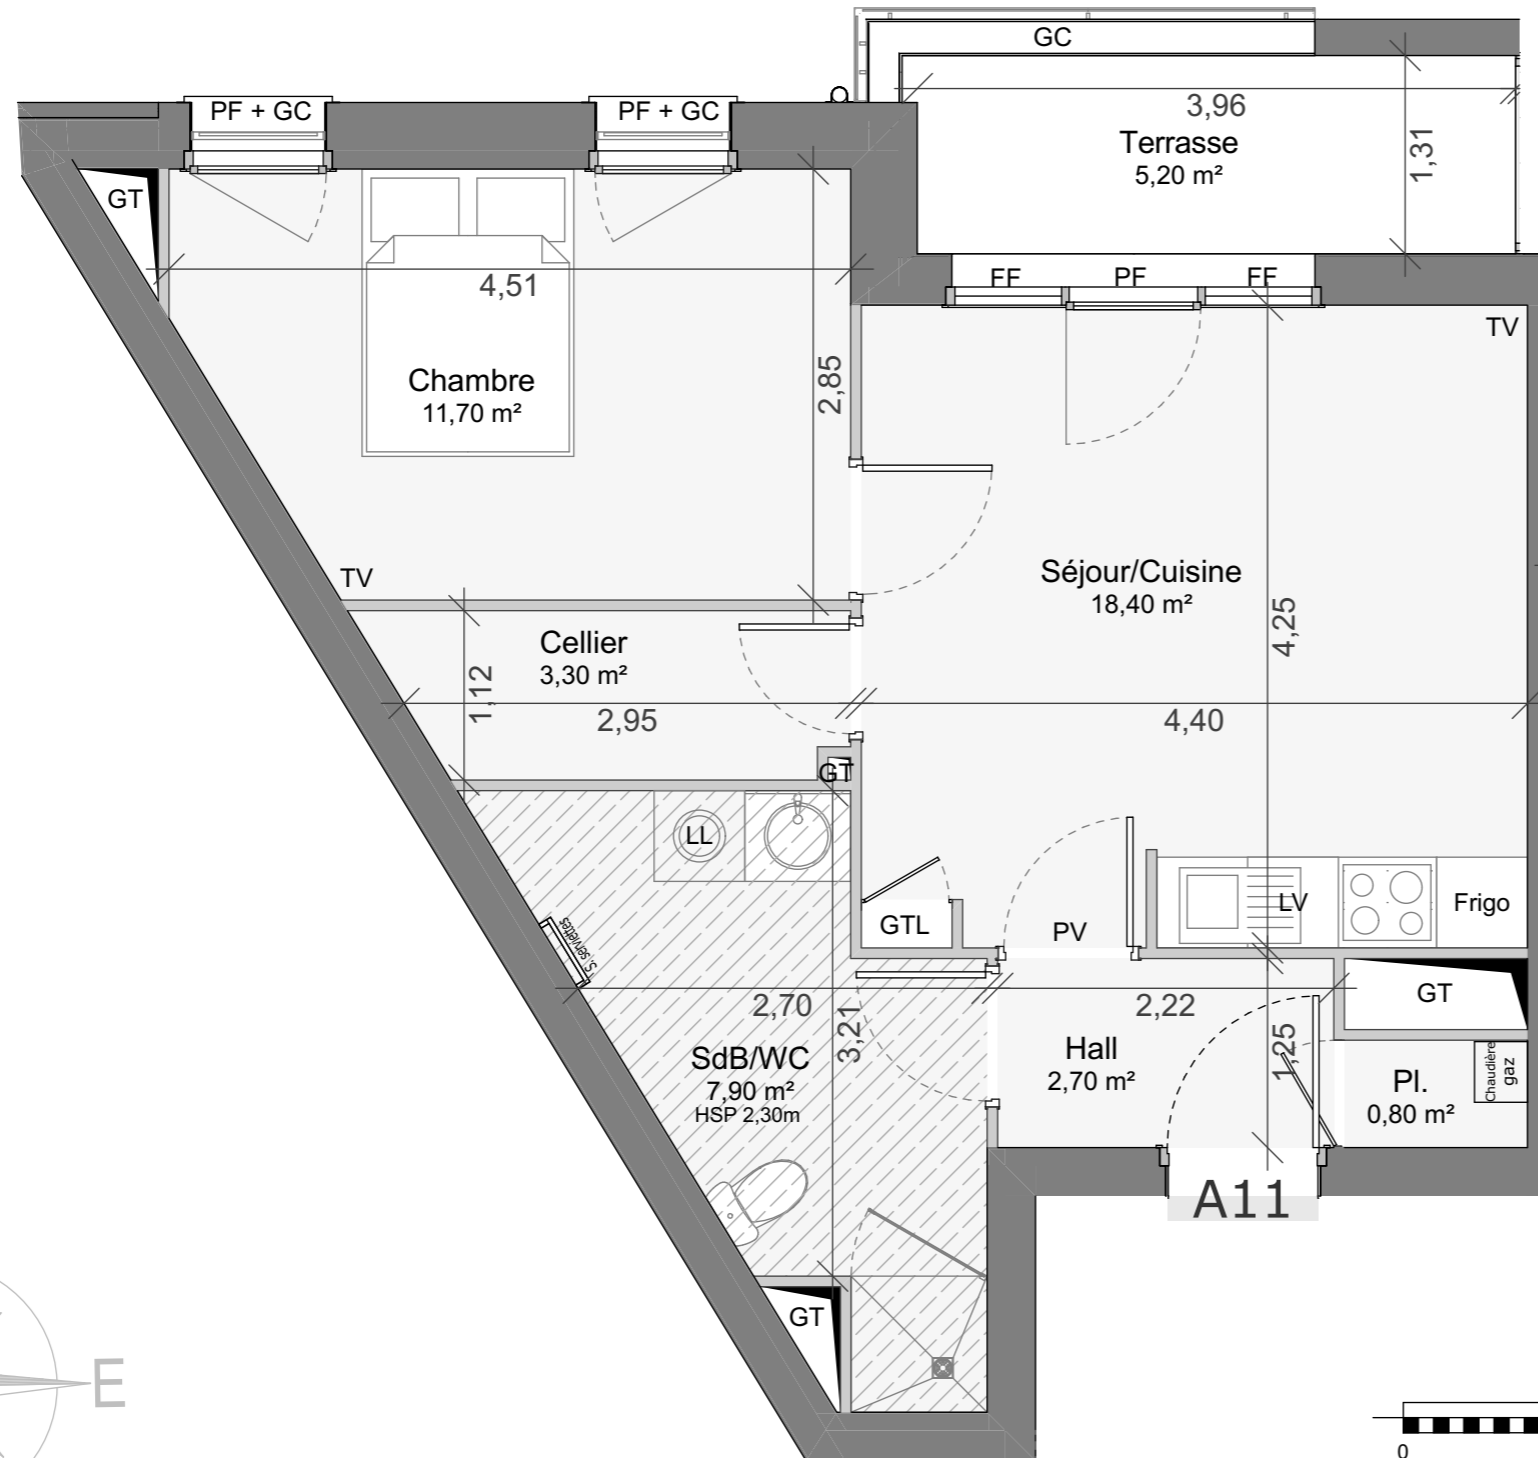 GC
PF + GC
PF + GC
3,96
Terrasse
5,20 m²
1,31
GT
4,51
FF
PF
FF
TV
Chambre
11,70 m²
2,85
TV
Séjour/Cuisine
18,40 m²
4,25
Cellier
3,30 m²
1,12
2,95
4,40
GT
LL
S. serviettes
GTL
PV
LV
Frigo
2,70
3,21
2,22
GT
SdB/WC
7,90 m²
HSP 2,30m
Hall
2,70 m²
1,25
Pl.
0,80 m²
Chaudière
gaz
A11
GT
E
0